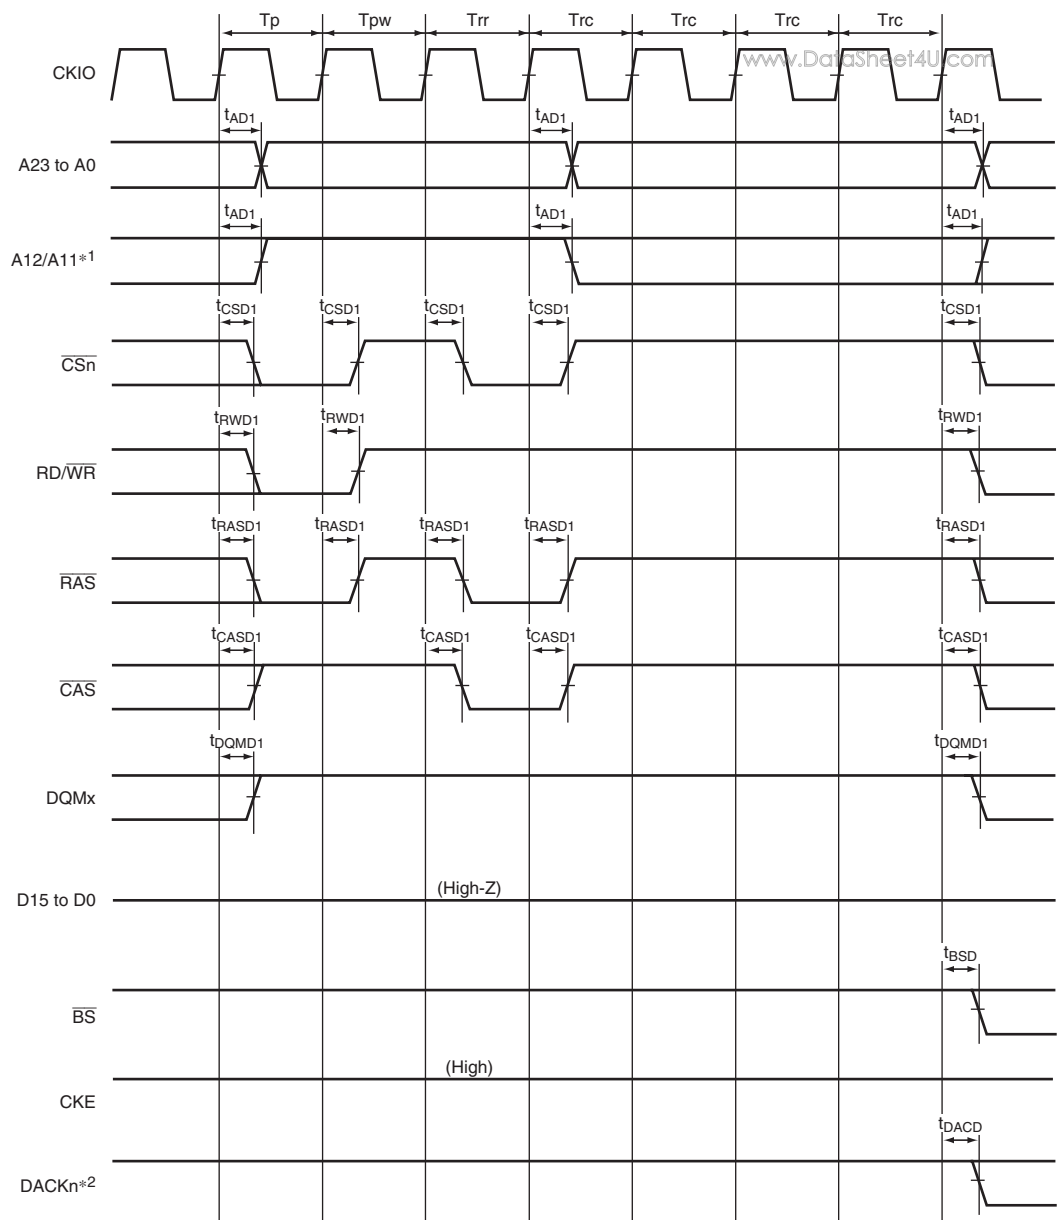 Tp Tpw Trr Trc Trc Trc Trc
CKIO
www.DataSheet4U.com
tAD1 tAD1 tAD1
A23 to A0
tAD1 tAD1 tAD1
A12/A11*1
tCSD1 tCSD1 tCSD1 tCSD1 tCSD1
CSn
tRWD1 tRWD1 tRWD1
RD/WR
tRASD1 tRASD1 tRASD1 tRASD1 tRASD1
RAS
tCASD1 tCASD1 tCASD1 tCASD1
CAS
tDQMD1 tDQMD1
DQMx
(High-Z)
D15 to D0
tBSD
BS
(High)
CKE
tDACD
DACKn*2